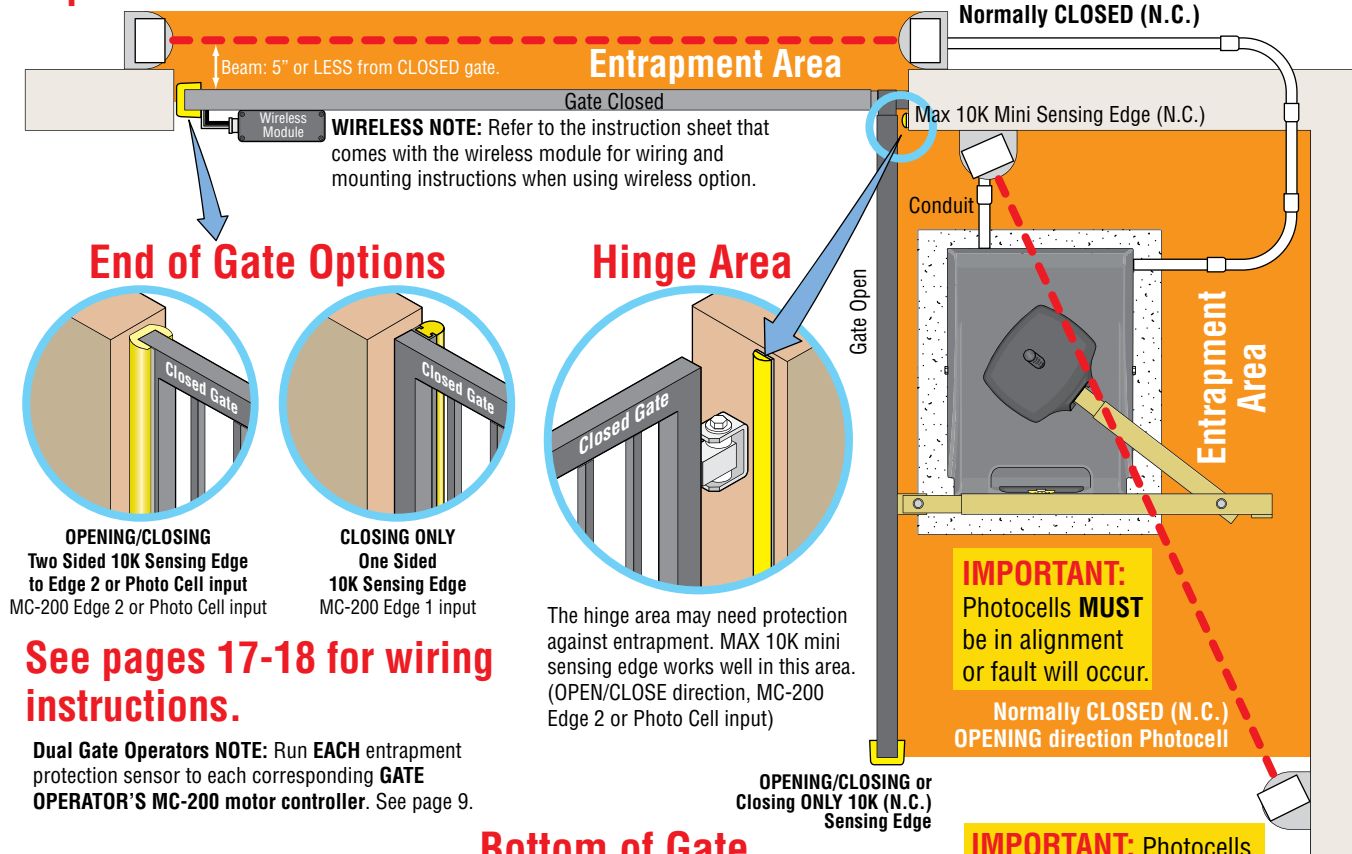 Normally CLOSED (N.C.)
Entrapment Area
Beam: 5” or LESS from CLOSED gate.
Gate Closed
Wireless
Module
WIRELESS NOTE: Refer to the instruction sheet that
comes with the wireless module for wiring and
mounting instructions when using wireless option.
Max 10K Mini Sensing Edge (N.C.)
Conduit
Gate Open
Entrapment
Area
End of Gate Options
Closed Gate
Closed Gate
OPENING/CLOSING
Two Sided 10K Sensing Edge
to Edge 2 or Photo Cell input
MC-200 Edge 2 or Photo Cell input
CLOSING ONLY
One Sided
10K Sensing Edge
MC-200 Edge 1 input
Hinge Area
Closed Gate
The hinge area may need protection
against entrapment. MAX 10K mini
sensing edge works well in this area.
(OPEN/CLOSE direction, MC-200
Edge 2 or Photo Cell input)
IMPORTANT:
Photocells MUST
be in alignment
or fault will occur.
Normally CLOSED (N.C.)
OPENING direction Photocell
See pages 17-18 for wiring
instructions.
Dual Gate Operators NOTE: Run EACH entrapment
protection sensor to each corresponding GATE
OPERATOR’S MC-200 motor controller. See page 9.
OPENING/CLOSING or
Closing ONLY 10K (N.C.)
Sensing Edge
Bottom of Gate
IMPORTANT: Photocells